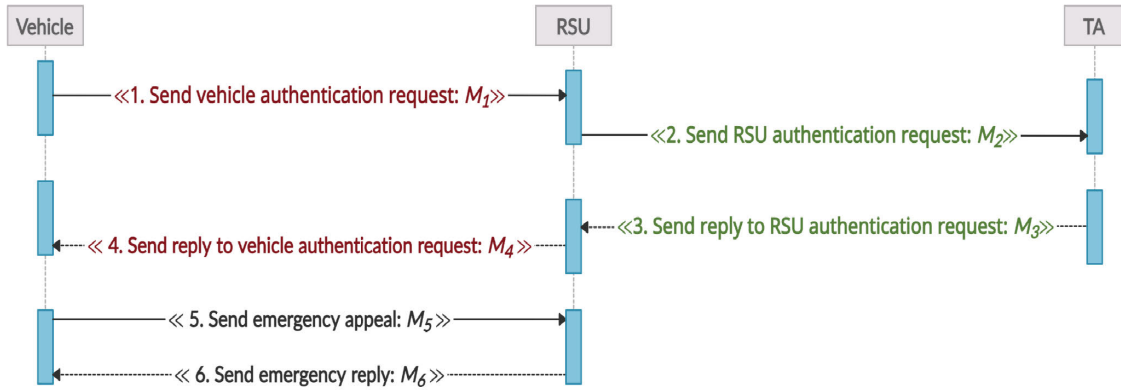 Vehicle
RSU
TA
≪1. Send vehicle authentication request: M₁≫
≪2. Send RSU authentication request: M₂≫
≪3. Send reply to RSU authentication request: M₃≫
≪ 4. Send reply to vehicle authentication request: M₄ ≫
≪ 5. Send emergency appeal: M₅ ≫
≪ 6. Send emergency reply: M₆ ≫